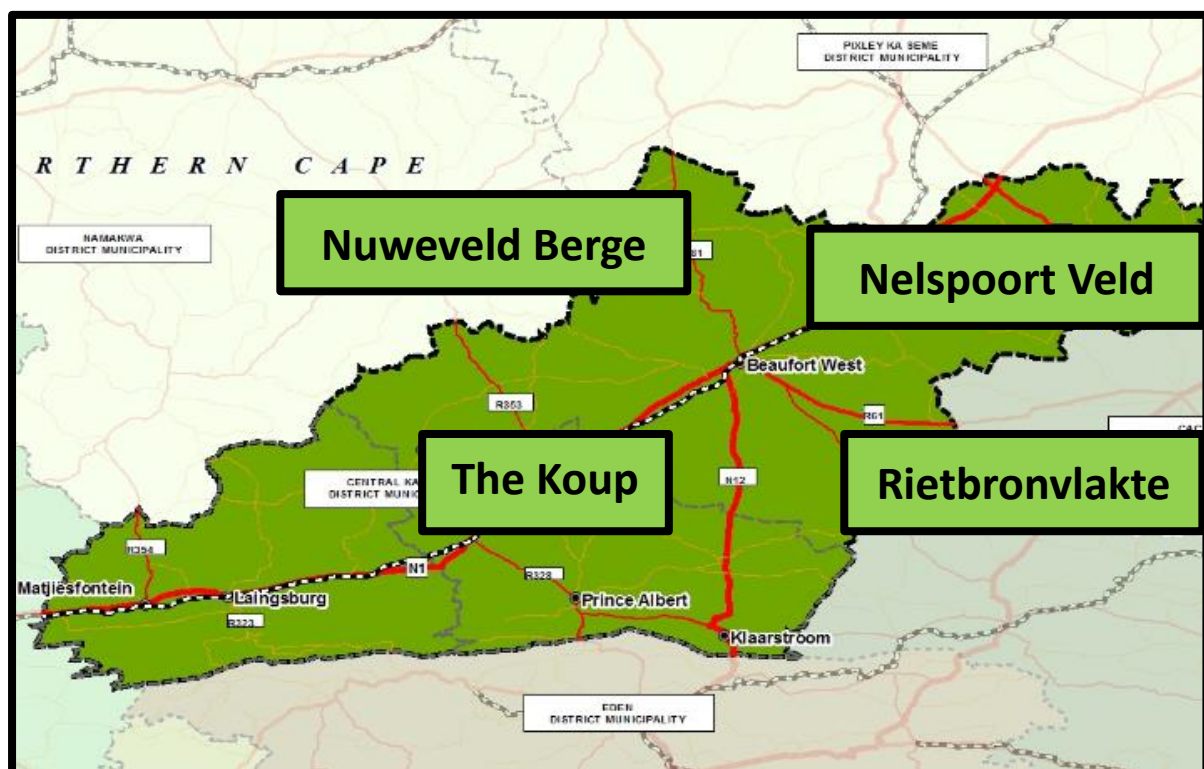 PIXLEY KA SEME
DISTRICT MUNICIPALITY
RTHERN CAPE
NAMAKWA
DISTRICT MUNICIPALITY
Nuweveld Berge
Nelspoort Veld
Beaufort West
R353
R61
The Koup
Rietbronvlakte
CENTRAL KA
DISTRICT MUNIC
N12
R354
N1
R328
Matjiesfontein
Laingsburg
Prince Albert
R323
Klaarstroom
EDEN
DISTRICT MUNICIPALITY